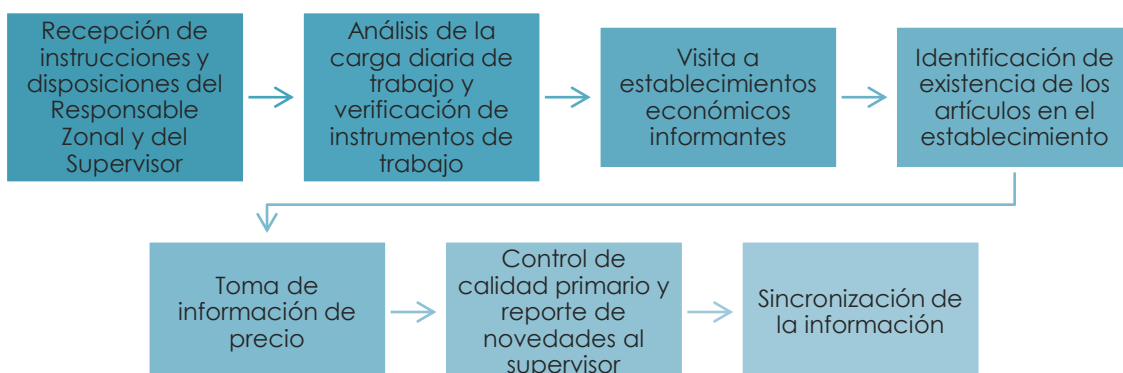 Recepción de
instrucciones y
disposiciones del
Responsable
Zonal y del
Supervisor
Análisis de la
carga diaria de
trabajo y
verificación de
instrumentos de
trabajo
Visita a
establecimientos
económicos
informantes
Identificación de
existencia de los
artículos en el
establecimiento
Toma de
información de
precio
Control de
calidad primario y
reporte de
novedades al
supervisor
Sincronización de
la información